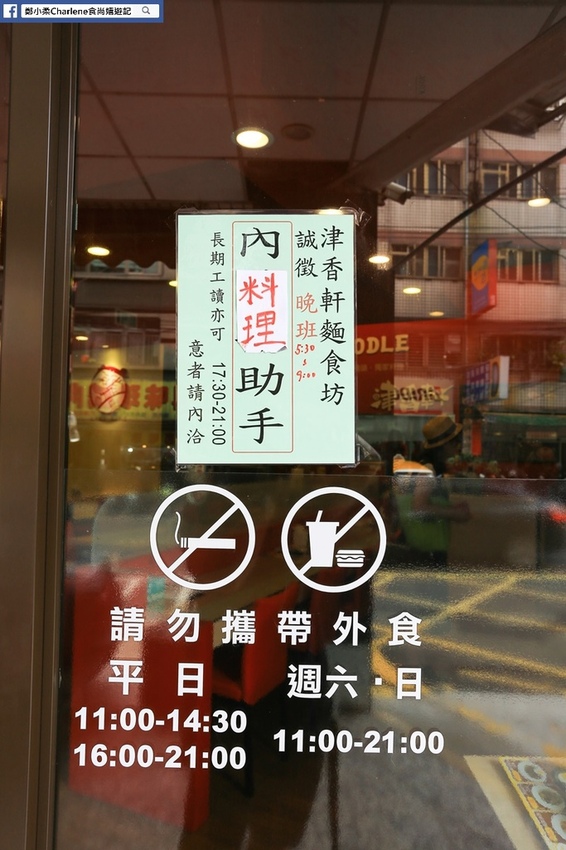 鄭小柔Charlene食尚嬉遊記
津香軒麵食坊
誠徵 晚班
5:30
~
9:00
內料理助手
長期工讀亦可 17:30-21:00
意者請內洽
ODLE
請勿攜帶外食
平日
11:00-14:30
16:00-21:00
週六·日
11:00-21:00